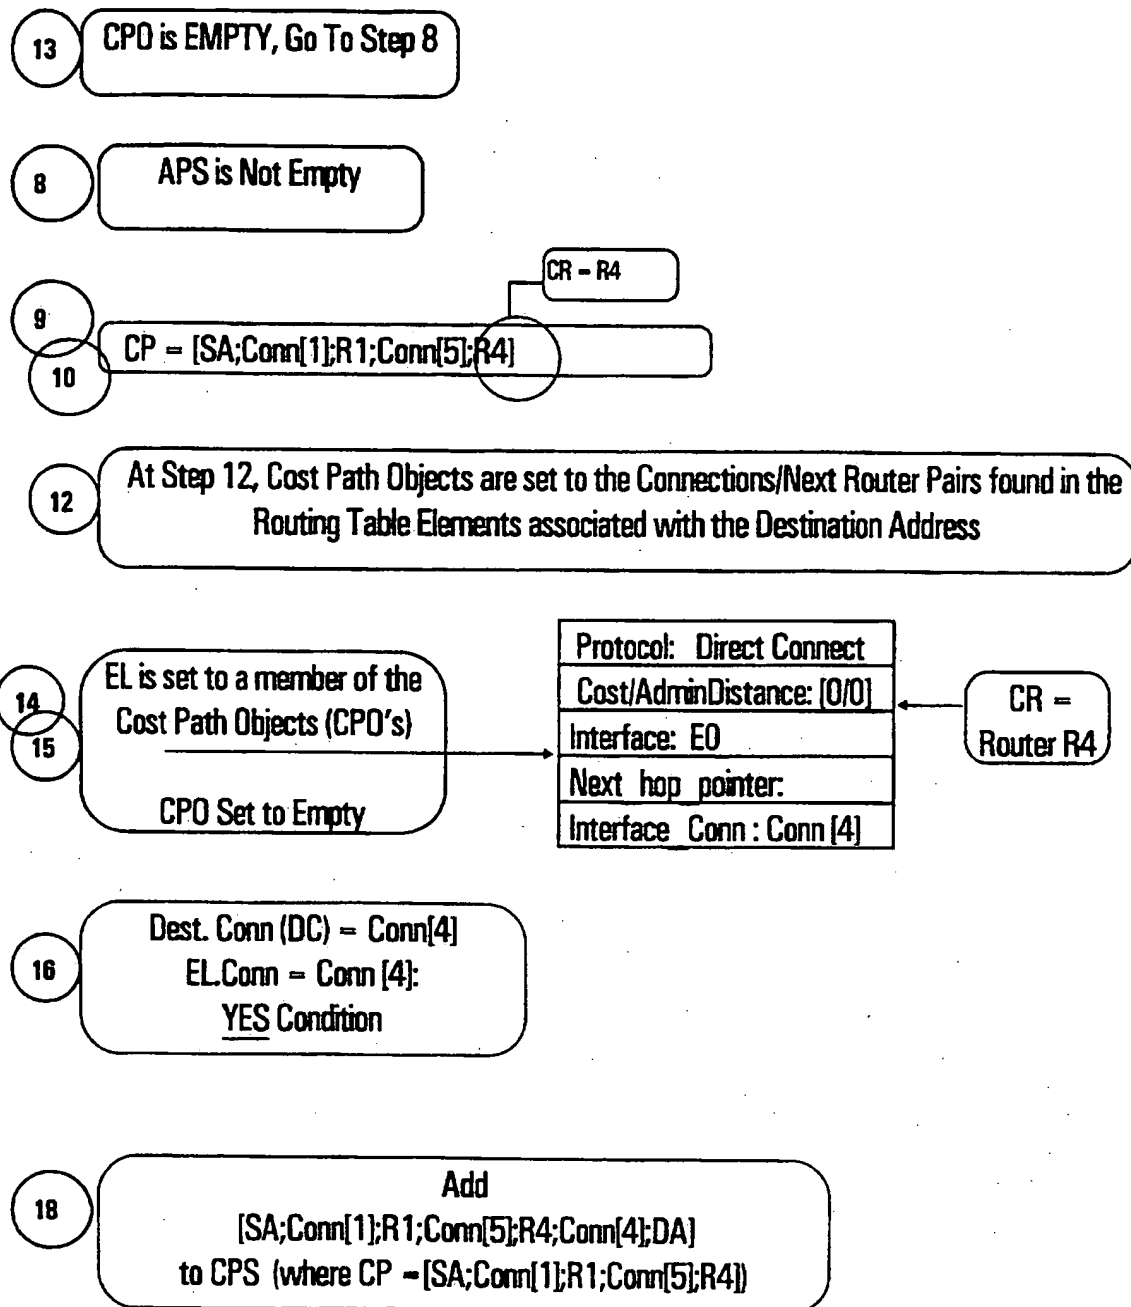 13
CPO is EMPTY, Go To Step 8
8
APS is Not Empty
CR = R4
9
CP = [SA;Conn[1];R1;Conn[5];R4]
10
At Step 12, Cost Path Objects are set to the Connections/Next Router Pairs found in the
12
Routing Table Elements associated with the Destination Address
14
15
EL is set to a member of the
Cost Path Objects (CPO's)
CPO Set to Empty
Protocol: Direct Connect
Cost/AdminDistance: [0/0]
Interface: E0
Next hop pointer:
Interface Conn : Conn [4]
CR =
Router R4
16
Dest. Conn (DC) = Conn[4]
EL.Conn = Conn [4]:
YES Condition
18
Add
[SA;Conn[1];R1;Conn[5];R4;Conn[4];DA]
to CPS (where CP =[SA;Conn[1];R1;Conn[5];R4])